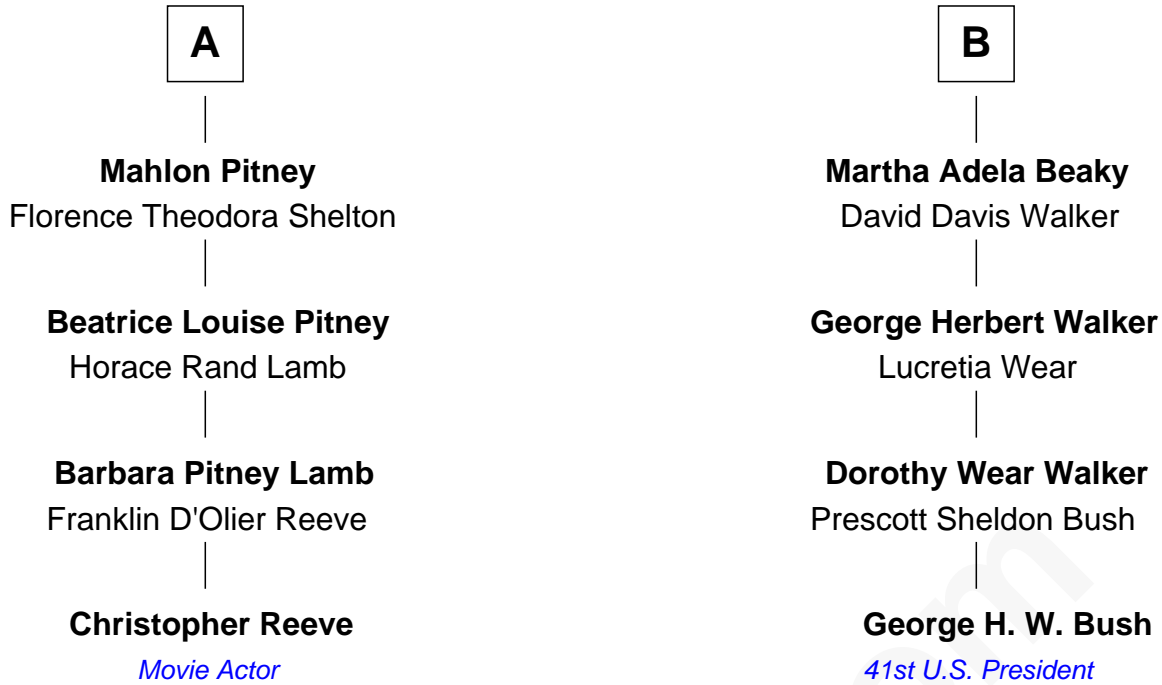 A
Mahlon Pitney
Florence Theodora Shelton
Beatrice Louise Pitney
Horace Rand Lamb
Barbara Pitney Lamb
Franklin D'Olier Reeve
Christopher Reeve
Movie Actor
B
Martha Adela Beaky
David Davis Walker
George Herbert Walker
Lucretia Wear
Dorothy Wear Walker
Prescott Sheldon Bush
George H. W. Bush
41st U.S. President